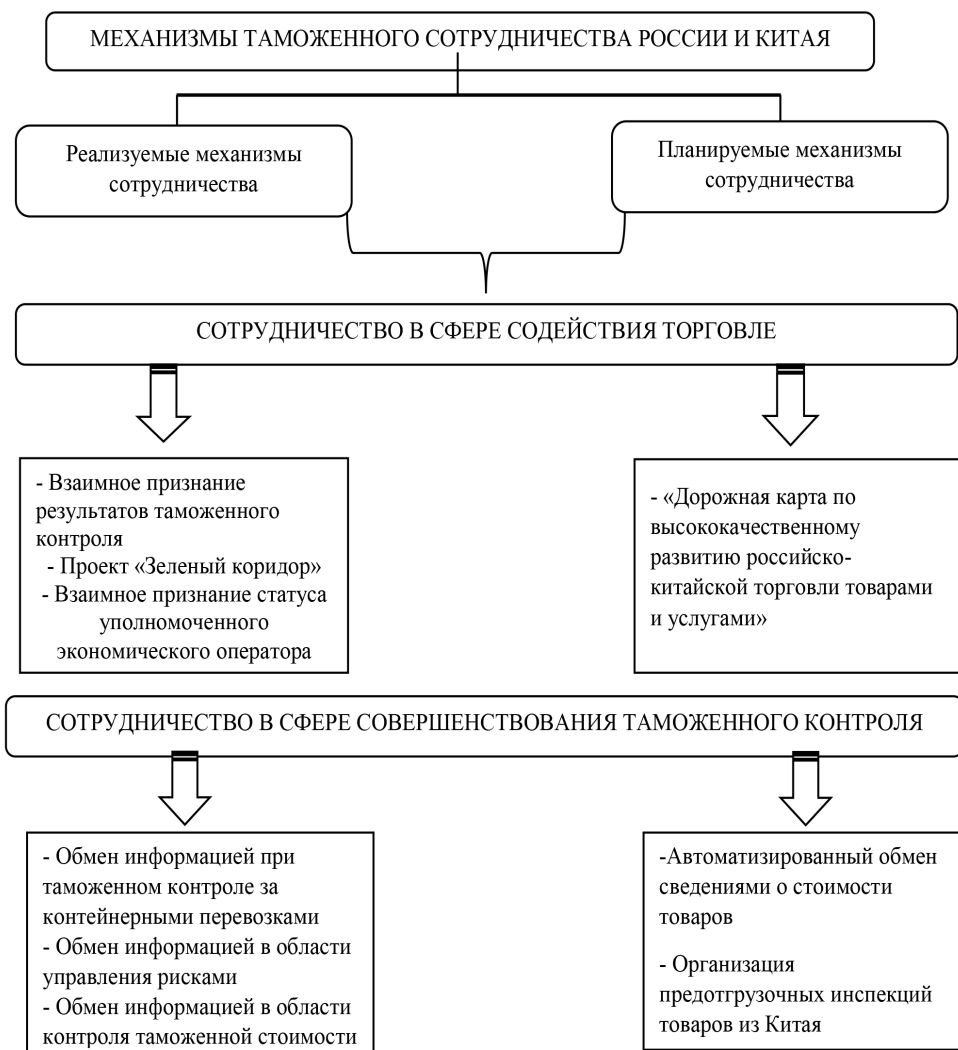 МЕХАНИЗМЫ ТАМОЖЕННОГО СОТРУДНИЧЕСТВА РОССИИ И КИТАЯ
Реализуемые механизмы
сотрудничества
Планируемые механизмы
сотрудничества
СОТРУДНИЧЕСТВО В СФЕРЕ СОДЕЙСТВИЯ ТОРГОВЛЕ
- Взаимное признание
результатов таможенного
контроля
- Проект «Зеленый коридор»
- Взаимное признание статуса
уполномоченного
экономического оператора
- «Дорожная карта по
высококачественному
развитию российско-
китайской торговли товарами
и услугами»
СОТРУДНИЧЕСТВО В СФЕРЕ СОВЕРШЕНСТВОВАНИЯ ТАМОЖЕННОГО КОНТРОЛЯ
- Обмен информацией при
таможенном контроле за
контейнерными перевозками
- Обмен информацией в области
управления рисками
- Обмен информацией в области
контроля таможенной стоимости
-Автоматизированный обмен
сведениями о стоимости
товаров
- Организация
предотгрузочных инспекций
товаров из Китая